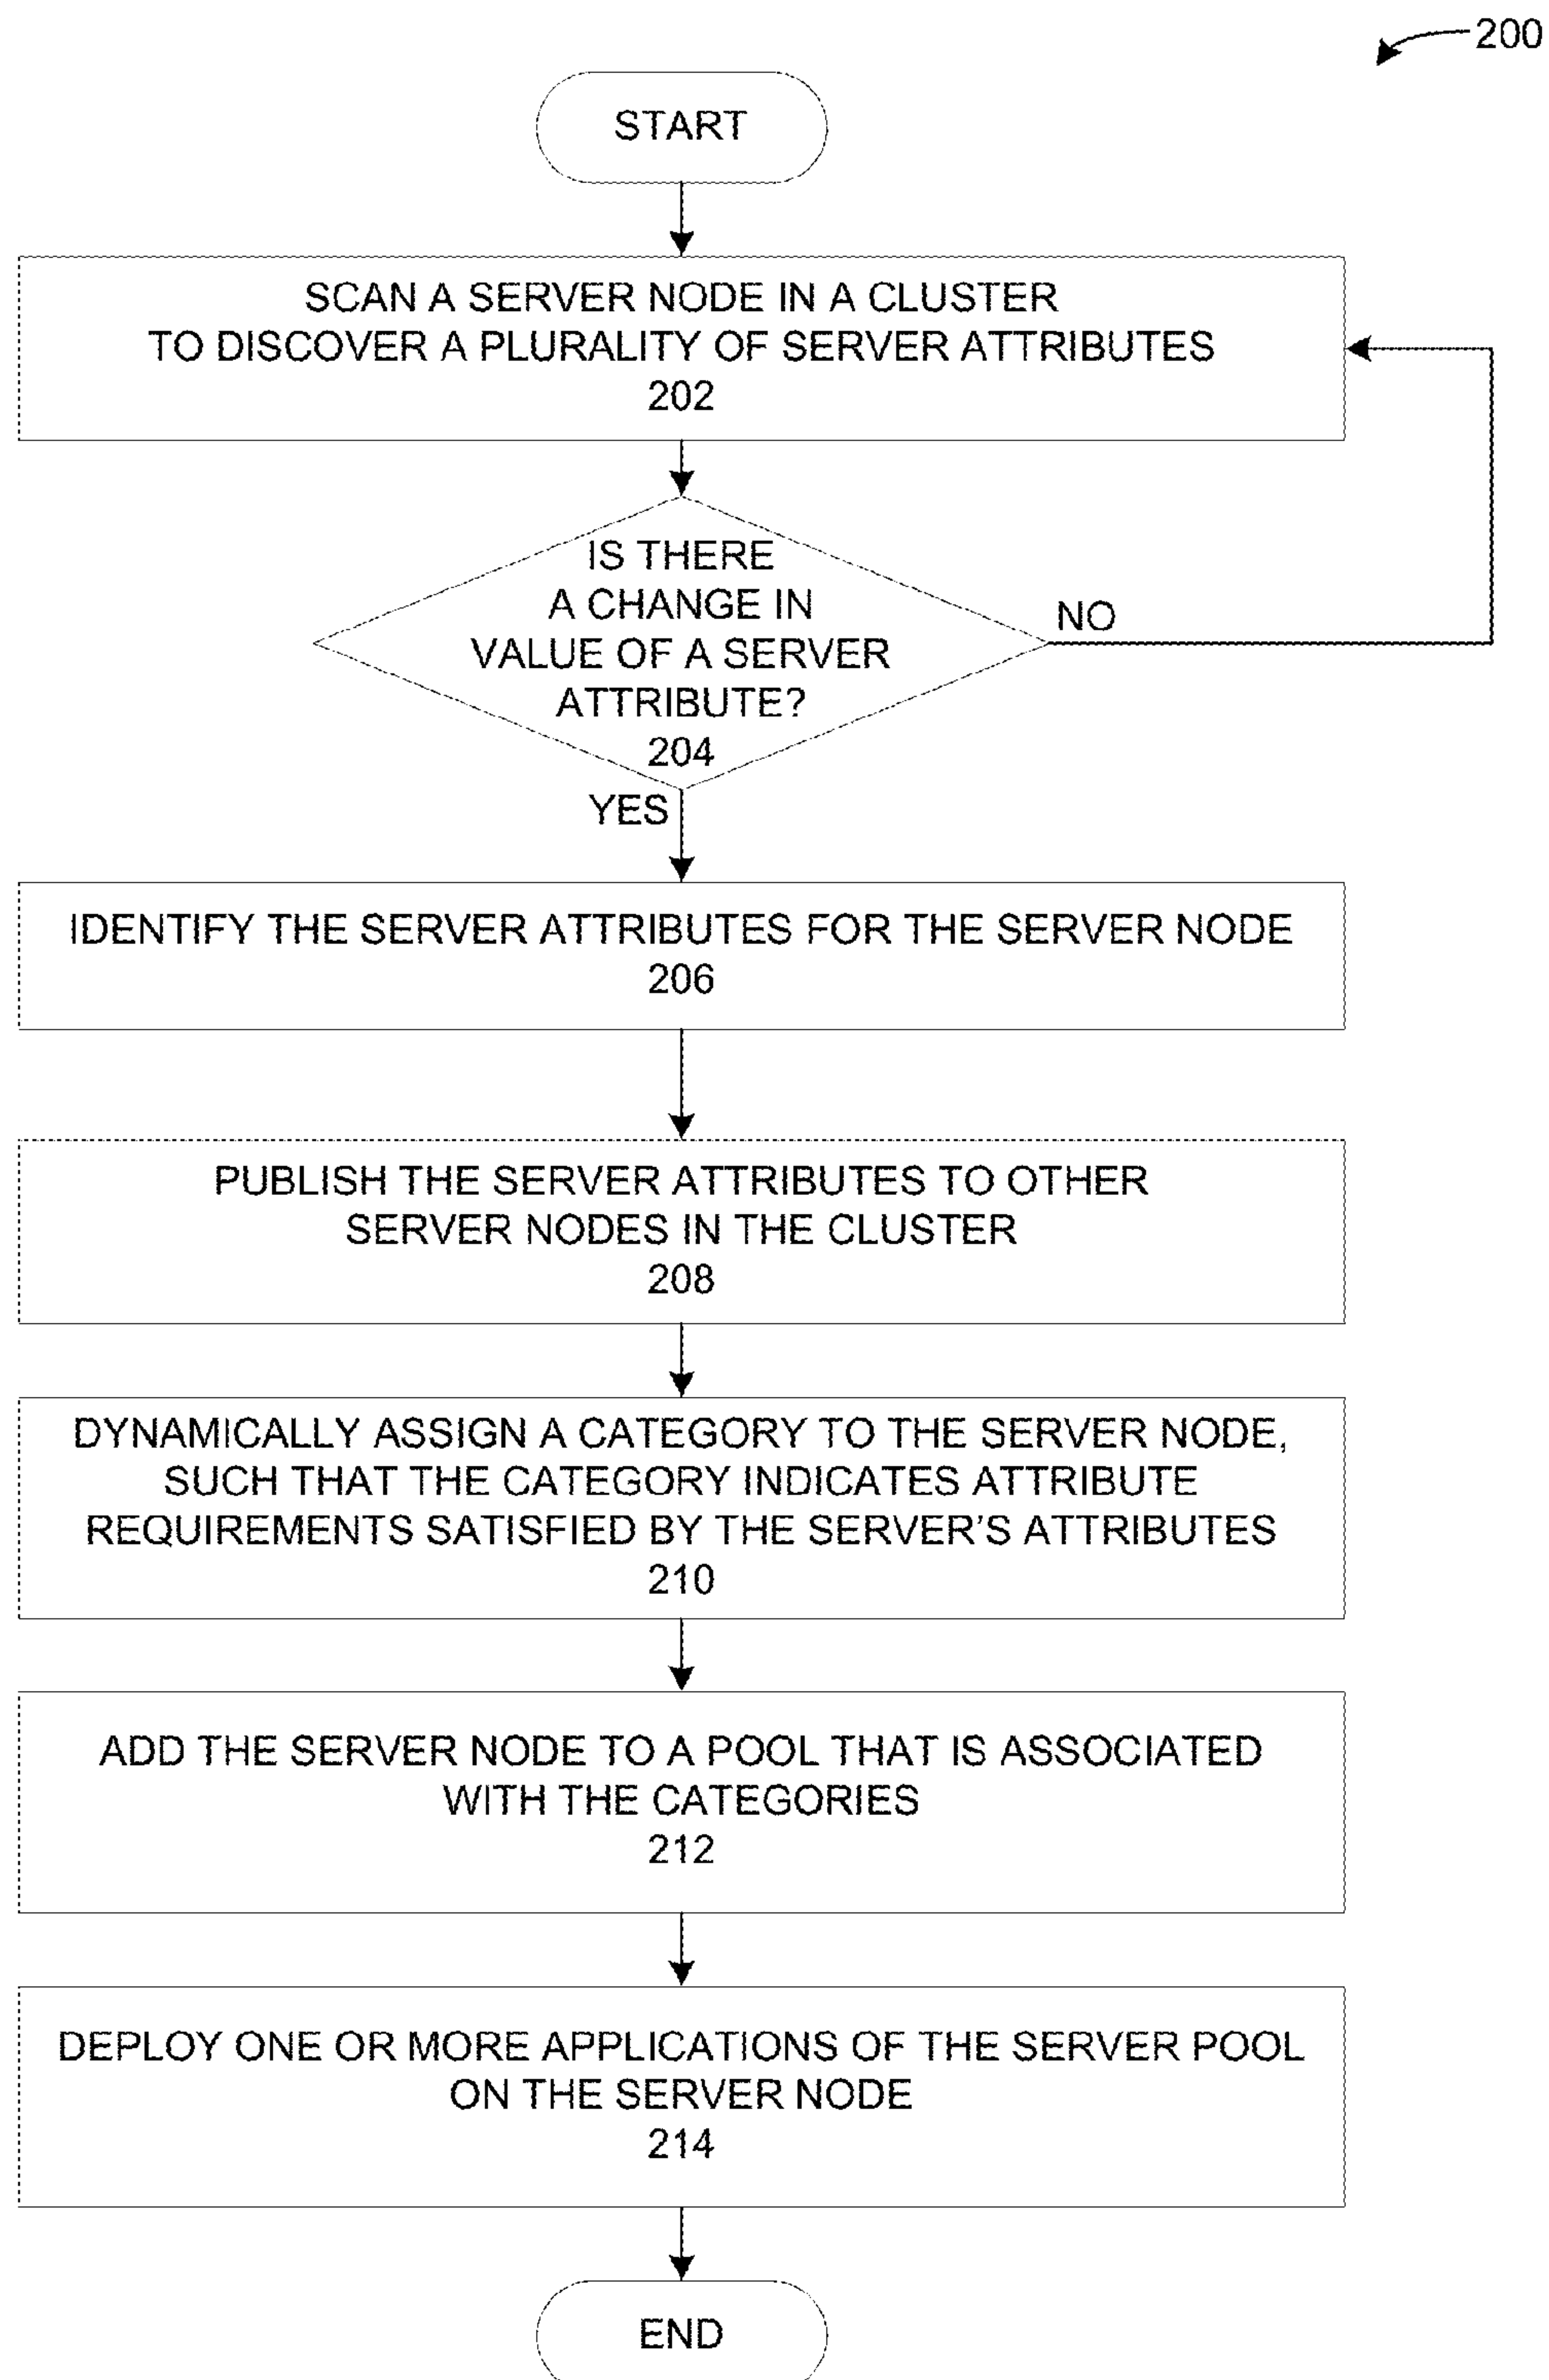 200
START
SCAN A SERVER NODE IN A CLUSTER
TO DISCOVER A PLURALITY OF SERVER ATTRIBUTES
202
IS THERE
A CHANGE IN
VALUE OF A SERVER
ATTRIBUTE?
204
NO
YES
IDENTIFY THE SERVER ATTRIBUTES FOR THE SERVER NODE
206
PUBLISH THE SERVER ATTRIBUTES TO OTHER
SERVER NODES IN THE CLUSTER
208
DYNAMICALLY ASSIGN A CATEGORY TO THE SERVER NODE,
SUCH THAT THE CATEGORY INDICATES ATTRIBUTE
REQUIREMENTS SATISFIED BY THE SERVER'S ATTRIBUTES
210
ADD THE SERVER NODE TO A POOL THAT IS ASSOCIATED
WITH THE CATEGORIES
212
DEPLOY ONE OR MORE APPLICATIONS OF THE SERVER POOL
ON THE SERVER NODE
214
END